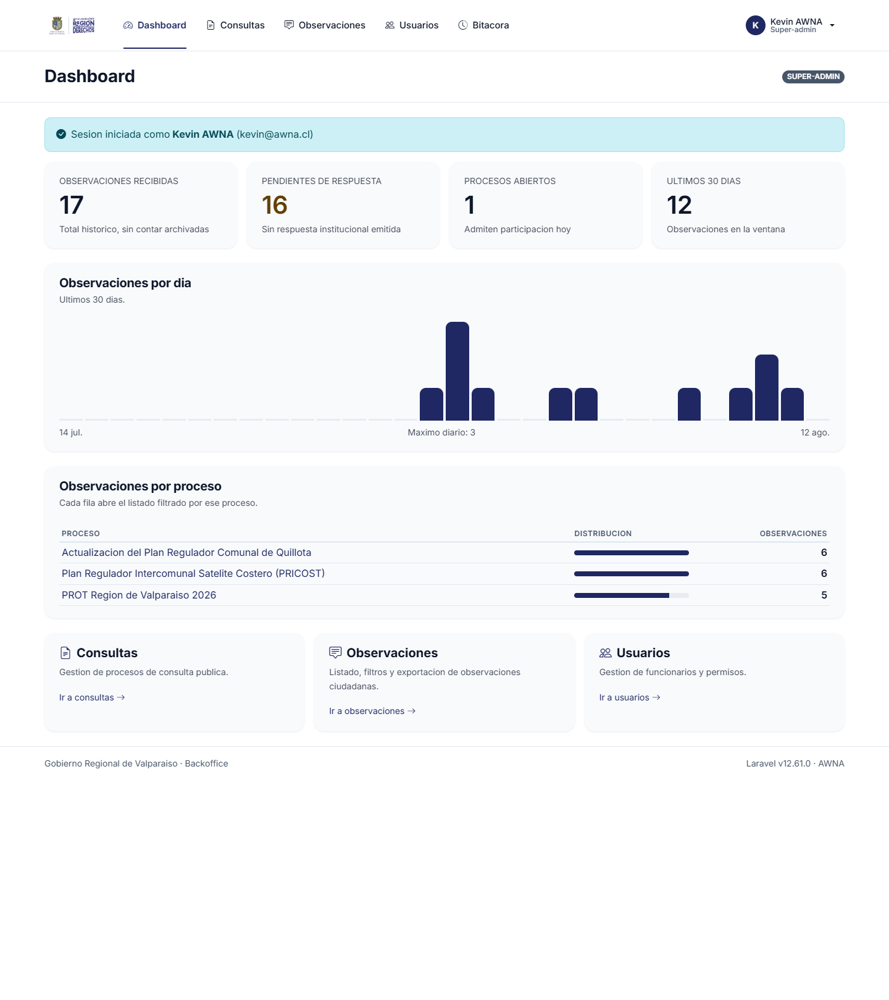 VALPARAÍSO
REGIÓN
DERECHOS
Dashboard
Consultas
Observaciones
Usuarios
Bitacora
K
Kevin AWNA
Super-admin
Dashboard
SUPER-ADMIN
Sesion iniciada como Kevin AWNA (kevin@awna.cl)
OBSERVACIONES RECIBIDAS
17
Total historico, sin contar archivadas
PENDIENTES DE RESPUESTA
16
Sin respuesta institucional emitida
PROCESOS ABIERTOS
1
Admiten participacion hoy
ULTIMOS 30 DIAS
12
Observaciones en la ventana
Observaciones por dia
Ultimos 30 dias.
14 jul.
Maximo diario: 3
12 ago.
Observaciones por proceso
Cada fila abre el listado filtrado por ese proceso.
PROCESO DISTRIBUCION OBSERVACIONES
Actualizacion del Plan Regulador Comunal de Quillota 6
Plan Regulador Intercomunal Satelite Costero (PRICOST) 6
PROT Region de Valparaiso 2026 5
Consultas
Gestion de procesos de consulta publica.
Ir a consultas →
Observaciones
Listado, filtros y exportacion de observaciones
ciudadanas.
Ir a observaciones →
Usuarios
Gestion de funcionarios y permisos.
Ir a usuarios →
Gobierno Regional de Valparaiso · Backoffice
Laravel v12.61.0 · AWNA